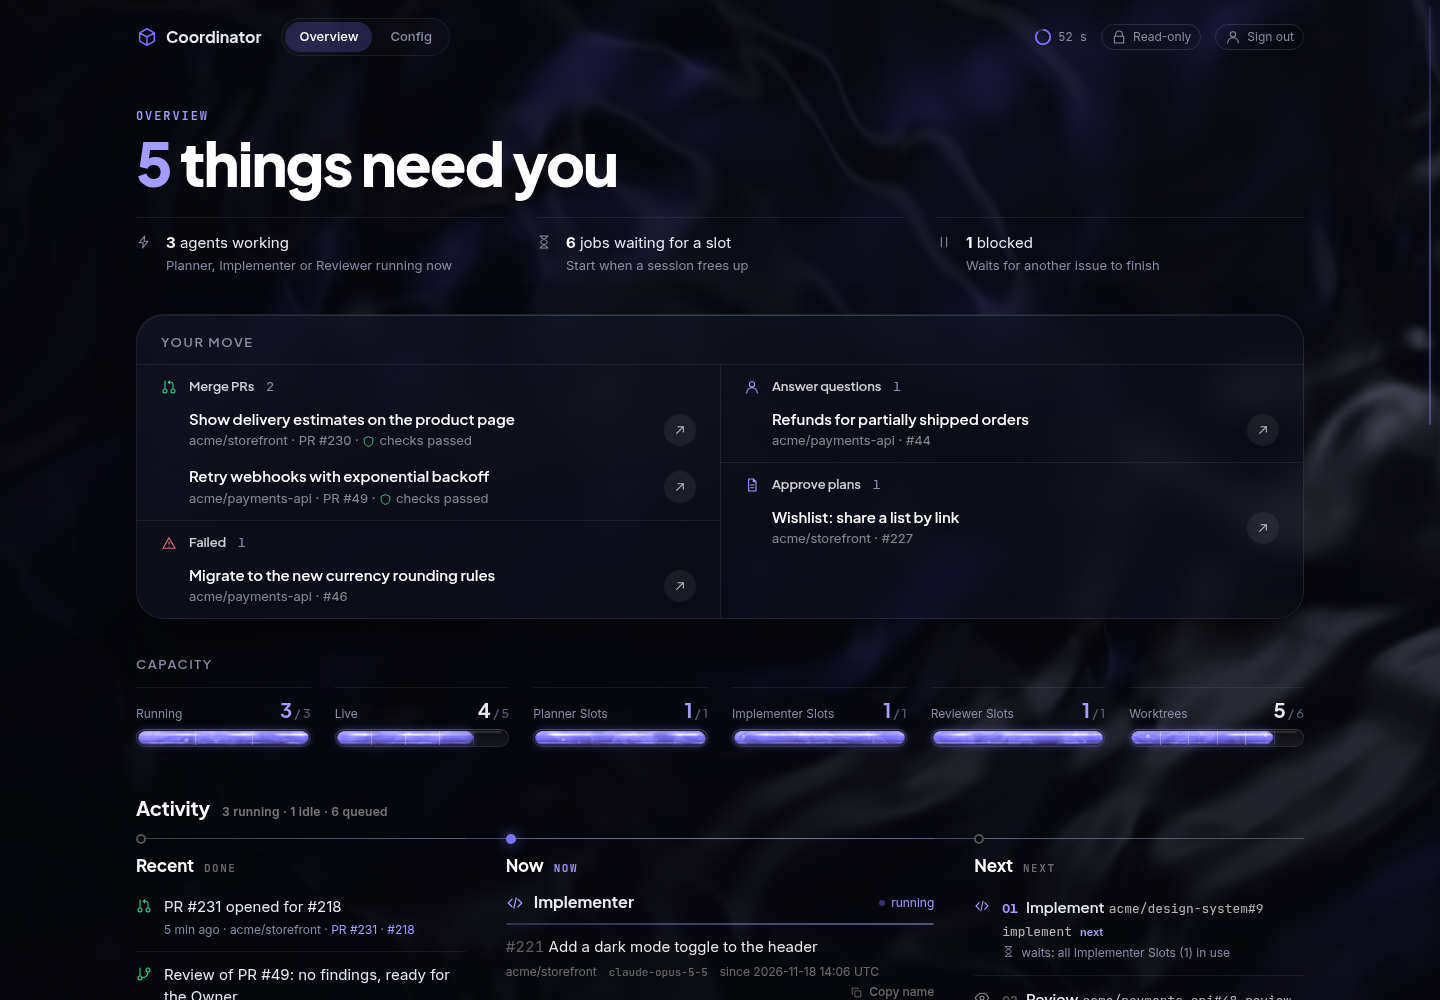 Coordinator
Overview
Config
52 s
Read-only
Sign out
OVERVIEW
5 things need you
3 agents working
Planner, Implementer or Reviewer running now
6 jobs waiting for a slot
Start when a session frees up
1 blocked
Waits for another issue to finish
YOUR MOVE
Merge PRs 2
Show delivery estimates on the product page
acme/storefront · PR #230 · checks passed
Retry webhooks with exponential backoff
acme/payments-api · PR #49 · checks passed
Failed 1
Migrate to the new currency rounding rules
acme/payments-api · #46
Answer questions 1
Refunds for partially shipped orders
acme/payments-api · #44
Approve plans 1
Wishlist: share a list by link
acme/storefront · #227
CAPACITY
Running 3/3
Live 4/5
Planner Slots 1/1
Implementer Slots 1/1
Reviewer Slots 1/1
Worktrees 5/6
Activity 3 running · 1 idle · 6 queued
Recent DONE
PR #231 opened for #218
5 min ago · acme/storefront · PR #231 · #218
Review of PR #49: no findings, ready for
the Owner
Now NOW
Implementer
running
#221 Add a dark mode toggle to the header
acme/storefront claude-opus-5-5 since 2026-11-18 14:06 UTC
Copy name
Next NEXT
01 Implement acme/design-system#9
implement next
waits: all Implementer Slots (1) in use
02 Review acme/payments-api#48 review